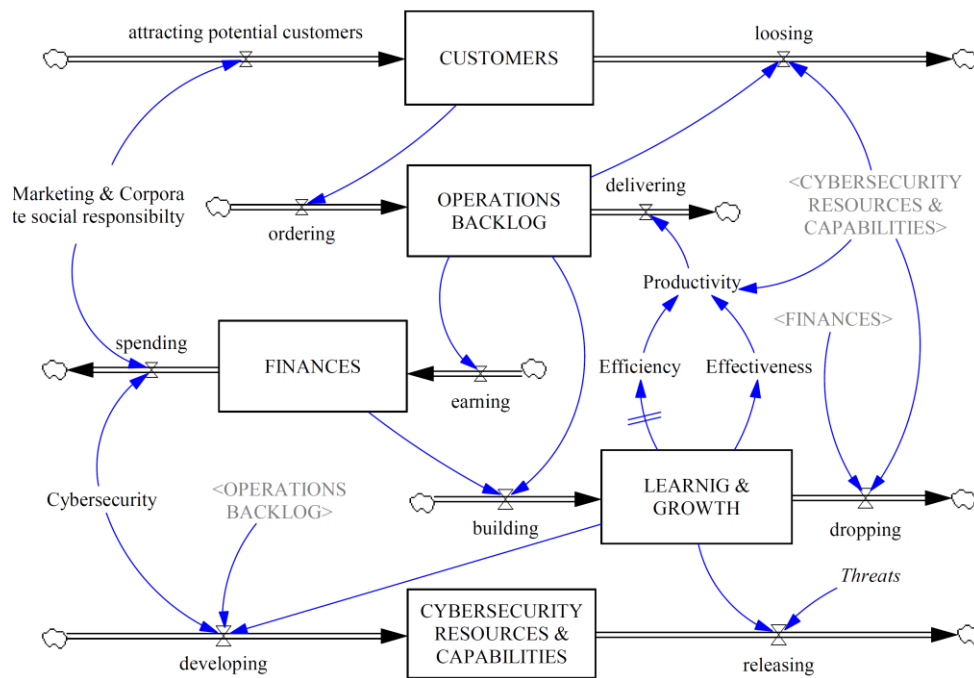 attracting potential customers
CUSTOMERS
loosing
Marketing & Corpora
te social responsibilty
ordering
OPERATIONS
BACKLOG
delivering
<CYBERSECURITY
RESOURCES &
CAPABILITIES>
Productivity
<FINANCES>
spending
FINANCES
earning
Efficiency
Effectiveness
Cybersecurity
<OPERATIONS
BACKLOG>
building
LEARNIG &
GROWTH
dropping
Threats
developing
CYBERSECURITY
RESOURCES &
CAPABILITIES
releasing